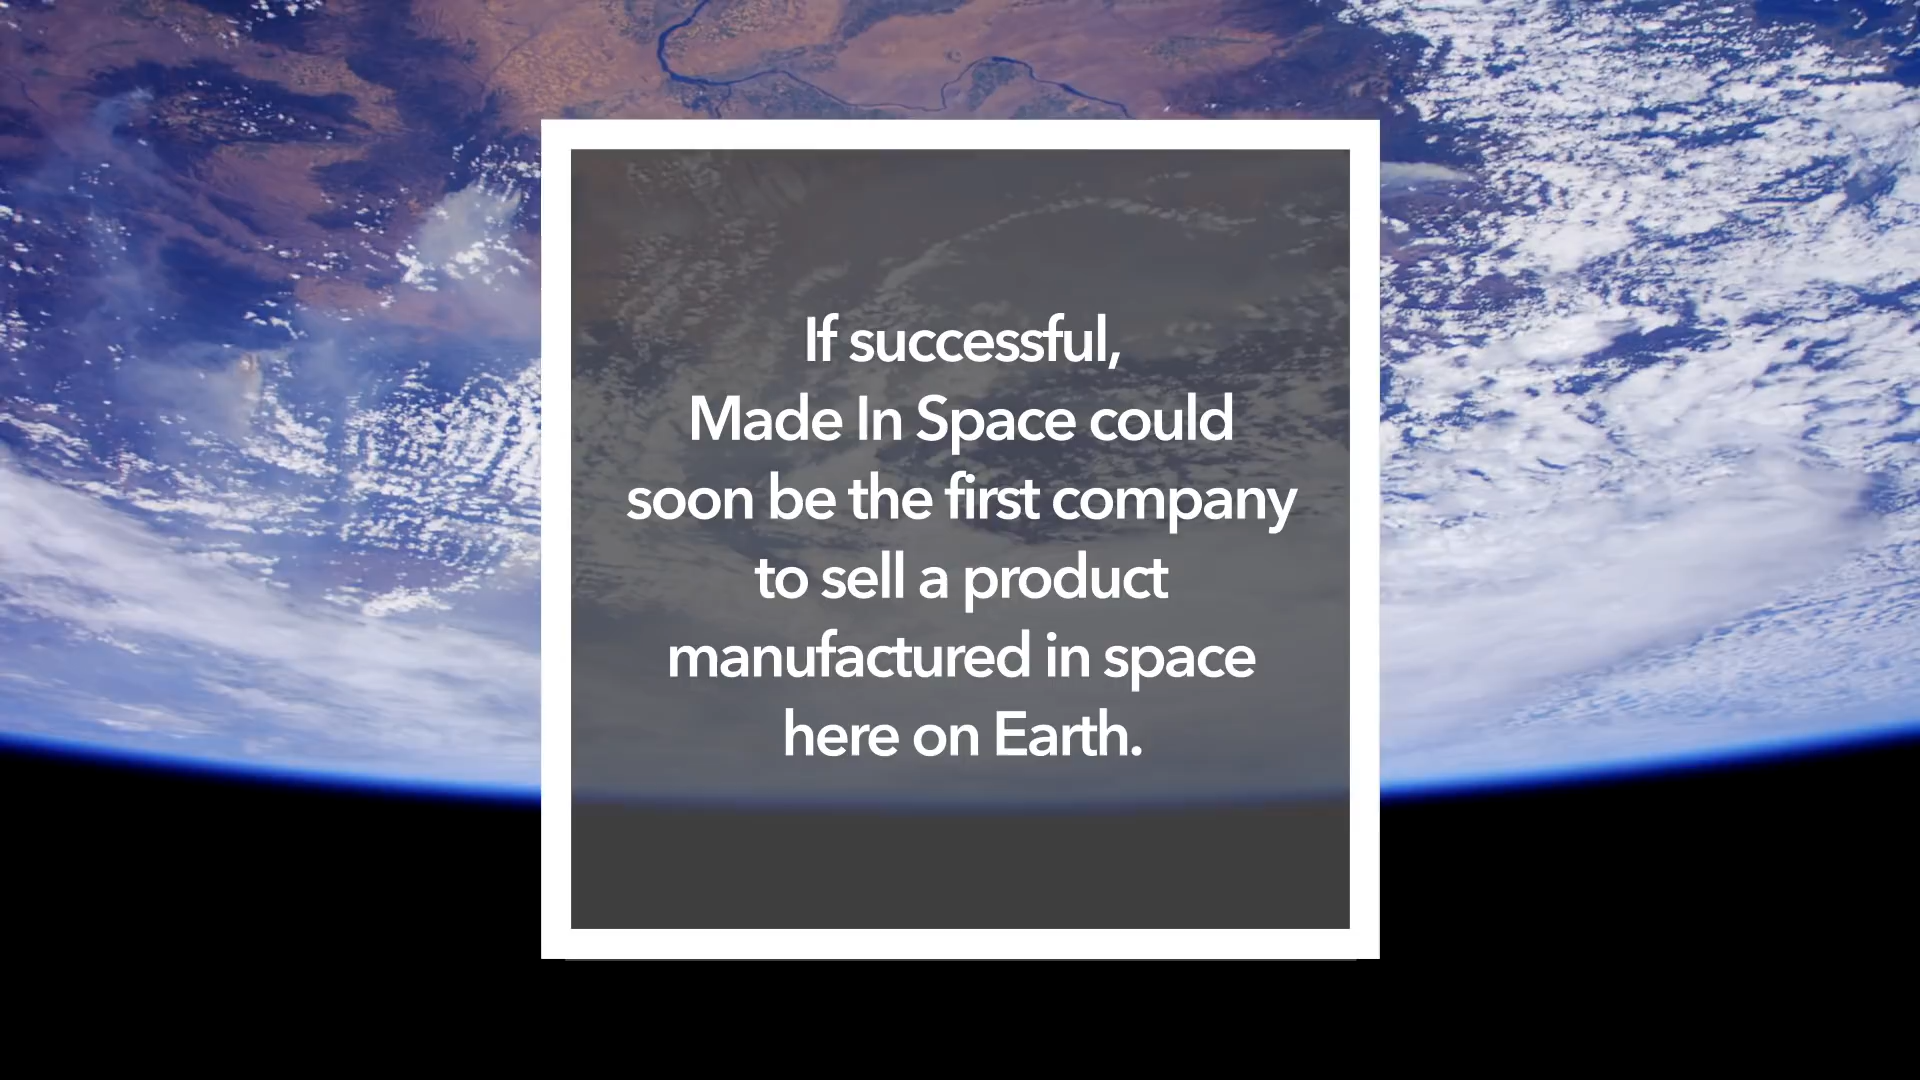 If successful,
Made In Space could
soon be the first company
to sell a product
manufactured in space
here on Earth.